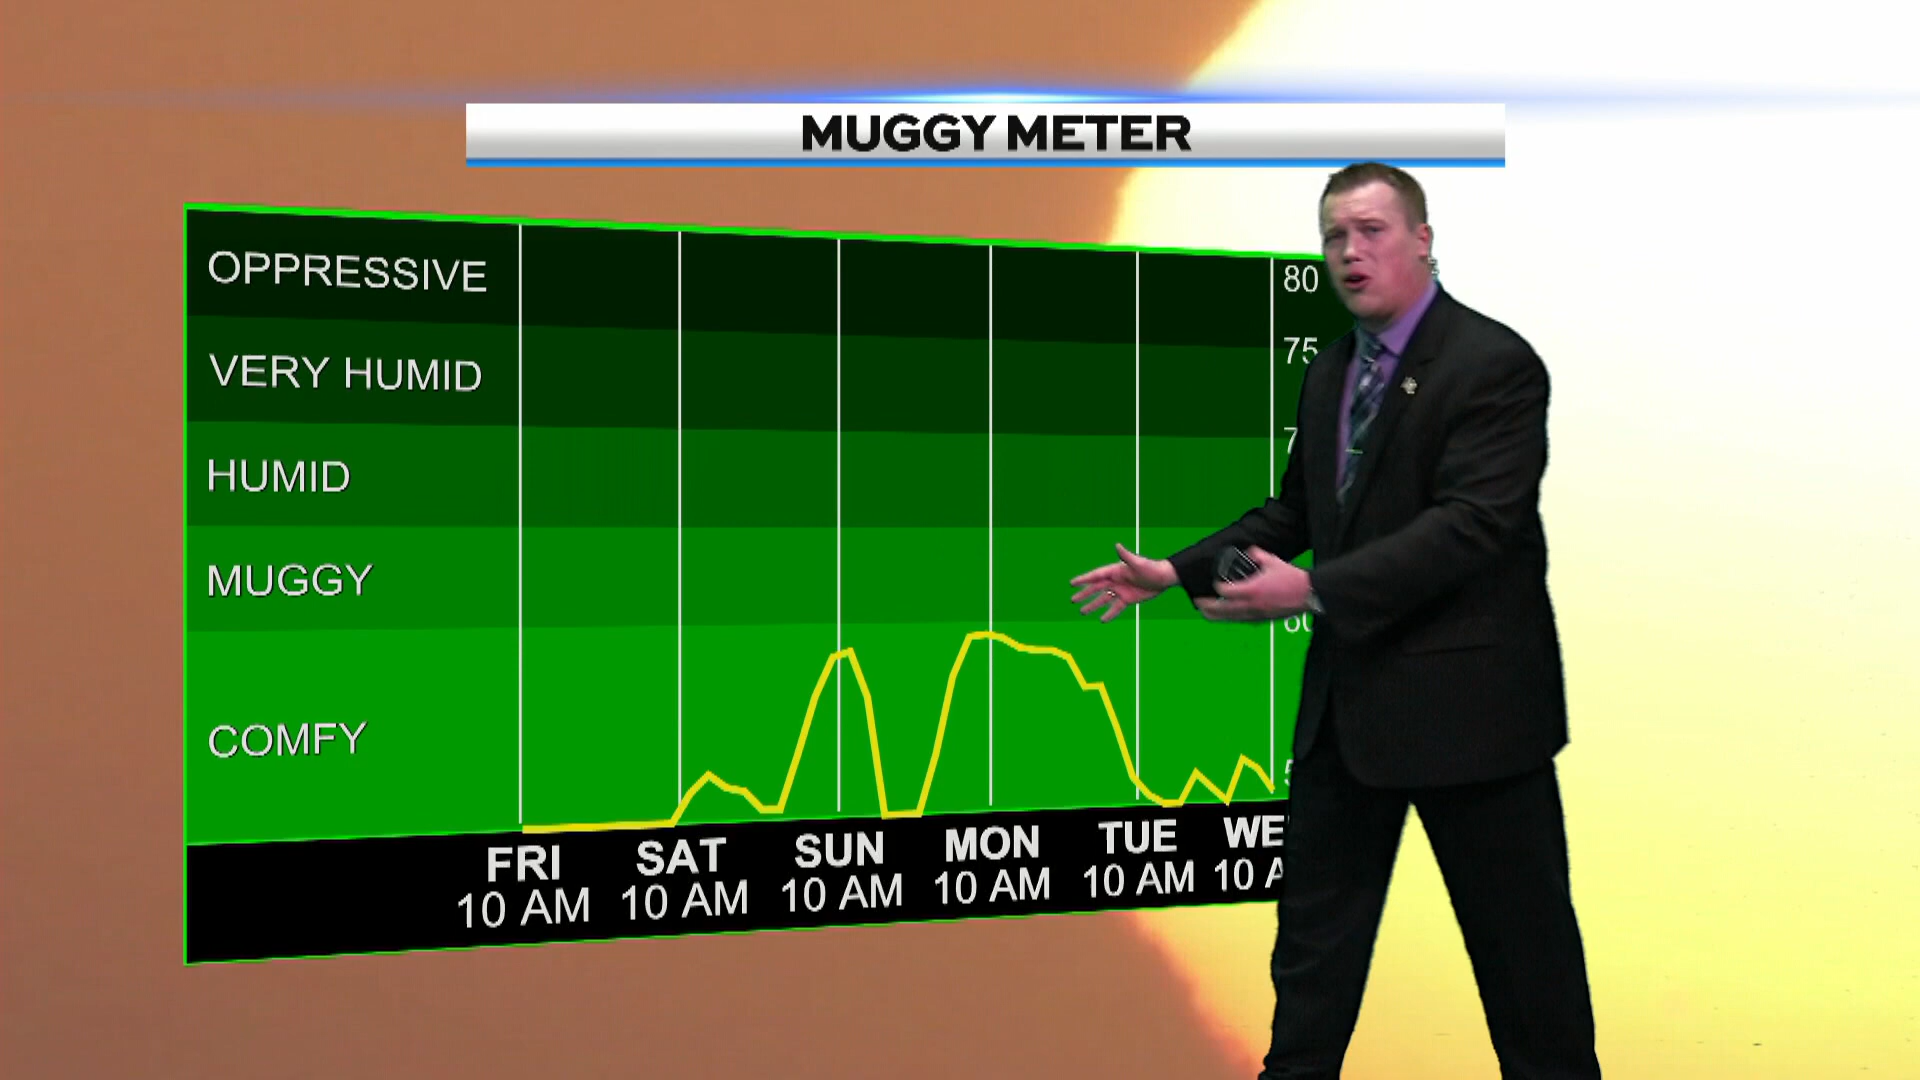 MUGGY METER
OPPRESSIVE
VERY HUMID
HUMID
MUGGY
COMFY
80
75
FRI
10 AM
SAT
10 AM
SUN
10 AM
MON
10 AM
TUE
10 AM